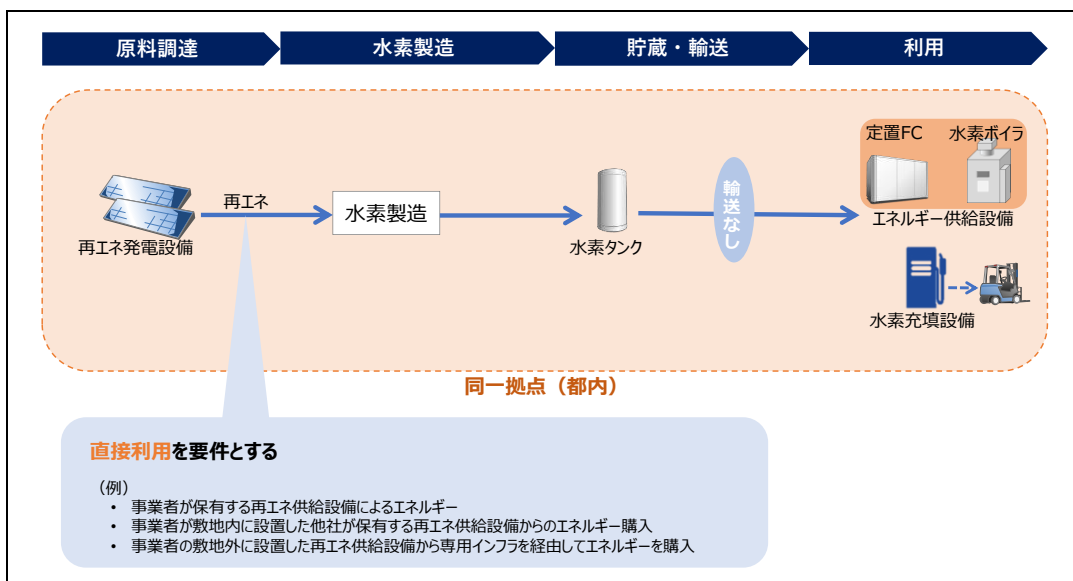 原料調達
水素製造
貯蔵・輸送
利用
定置FC
水素ボイラ
再エネ
水素製造
輸送なし
再エネ発電設備
水素タンク
エネルギー供給設備
水素充填設備
同一拠点（都内）
直接利用を要件とする
（例）
• 事業者が保有する再エネ供給設備によるエネルギー
• 事業者が敷地内に設置した他社が保有する再エネ供給設備からのエネルギー購入
• 事業者の敷地外に設置した再エネ供給設備から専用インフラを経由してエネルギーを購入